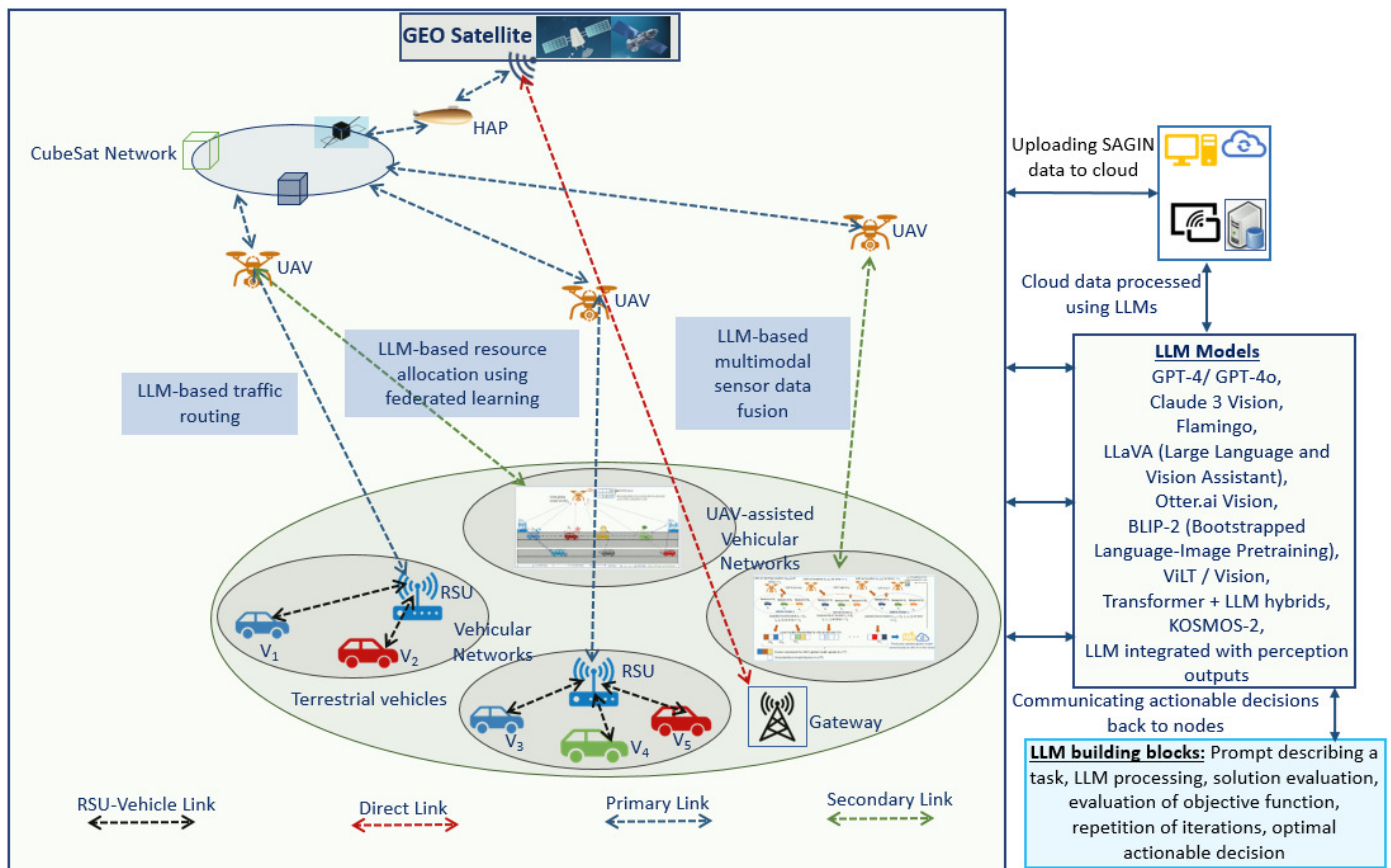 GEO Satellite
HAP
CubeSat Network
UAV
UAV
UAV
LLM-based traffic
routing
LLM-based resource
allocation using
federated learning
LLM-based
multimodal
sensor data
fusion
UAV-assisted
Vehicular
Networks
RSU
V1
V2
Vehicular
Networks
Terrestrial vehicles
RSU
V3
V4
V5
Gateway
RSU-Vehicle Link
Direct Link
Primary Link
Secondary Link
Uploading SAGIN
data to cloud
Cloud data processed
using LLMs
LLM Models
GPT-4/ GPT-4o,
Claude 3 Vision,
Flamingo,
LLaVA (Large Language and
Vision Assistant),
Otter.ai Vision,
BLIP-2 (Bootstrapped
Language-Image Pretraining),
ViLT / Vision,
Transformer + LLM hybrids,
KOSMOS-2,
LLM integrated with perception
outputs
Communicating actionable decisions
back to nodes
LLM building blocks: Prompt describing a
task, LLM processing, solution evaluation,
evaluation of objective function,
repetition of iterations, optimal
actionable decision